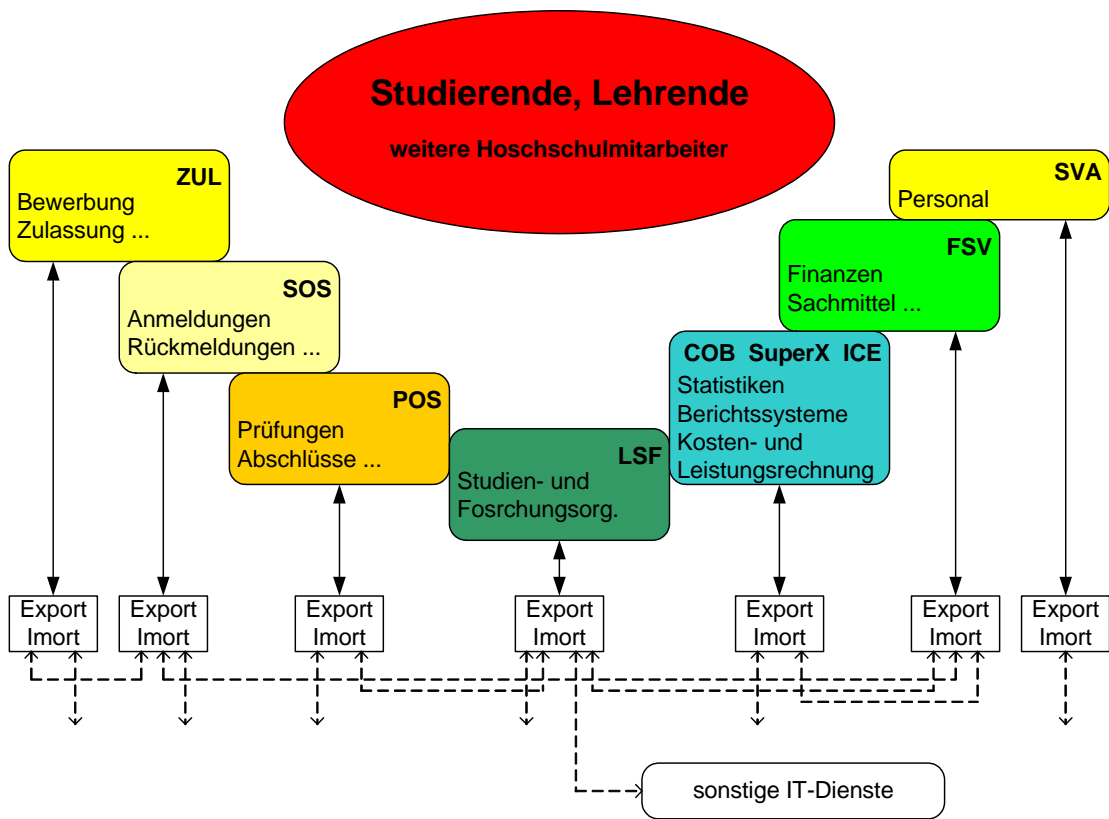 Studierende, Lehrende
weitere Hoschschulmitarbeiter
ZUL
Bewerbung
Zulassung ...
SOS
Anmeldungen
Rückmeldungen ...
POS
Prüfungen
Abschlüsse ...
LSF
Studien- und
Fosrchungsorg.
COB SuperX ICE
Statistiken
Berichtssysteme
Kosten- und
Leistungsrechnung
FSV
Finanzen
Sachmittel ...
SVA
Personal
Export
Imort
Export
Imort
Export
Imort
Export
Imort
Export
Imort
Export
Imort
Export
Imort
sonstige IT-Dienste